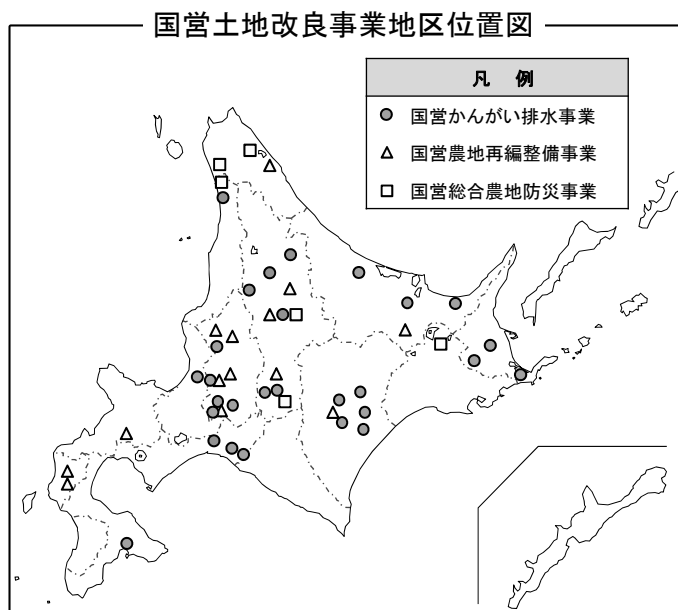 国営土地改良事業地区位置図
凡 例
国営かんがい排水事業
国営農地再編整備事業
国営総合農地防災事業